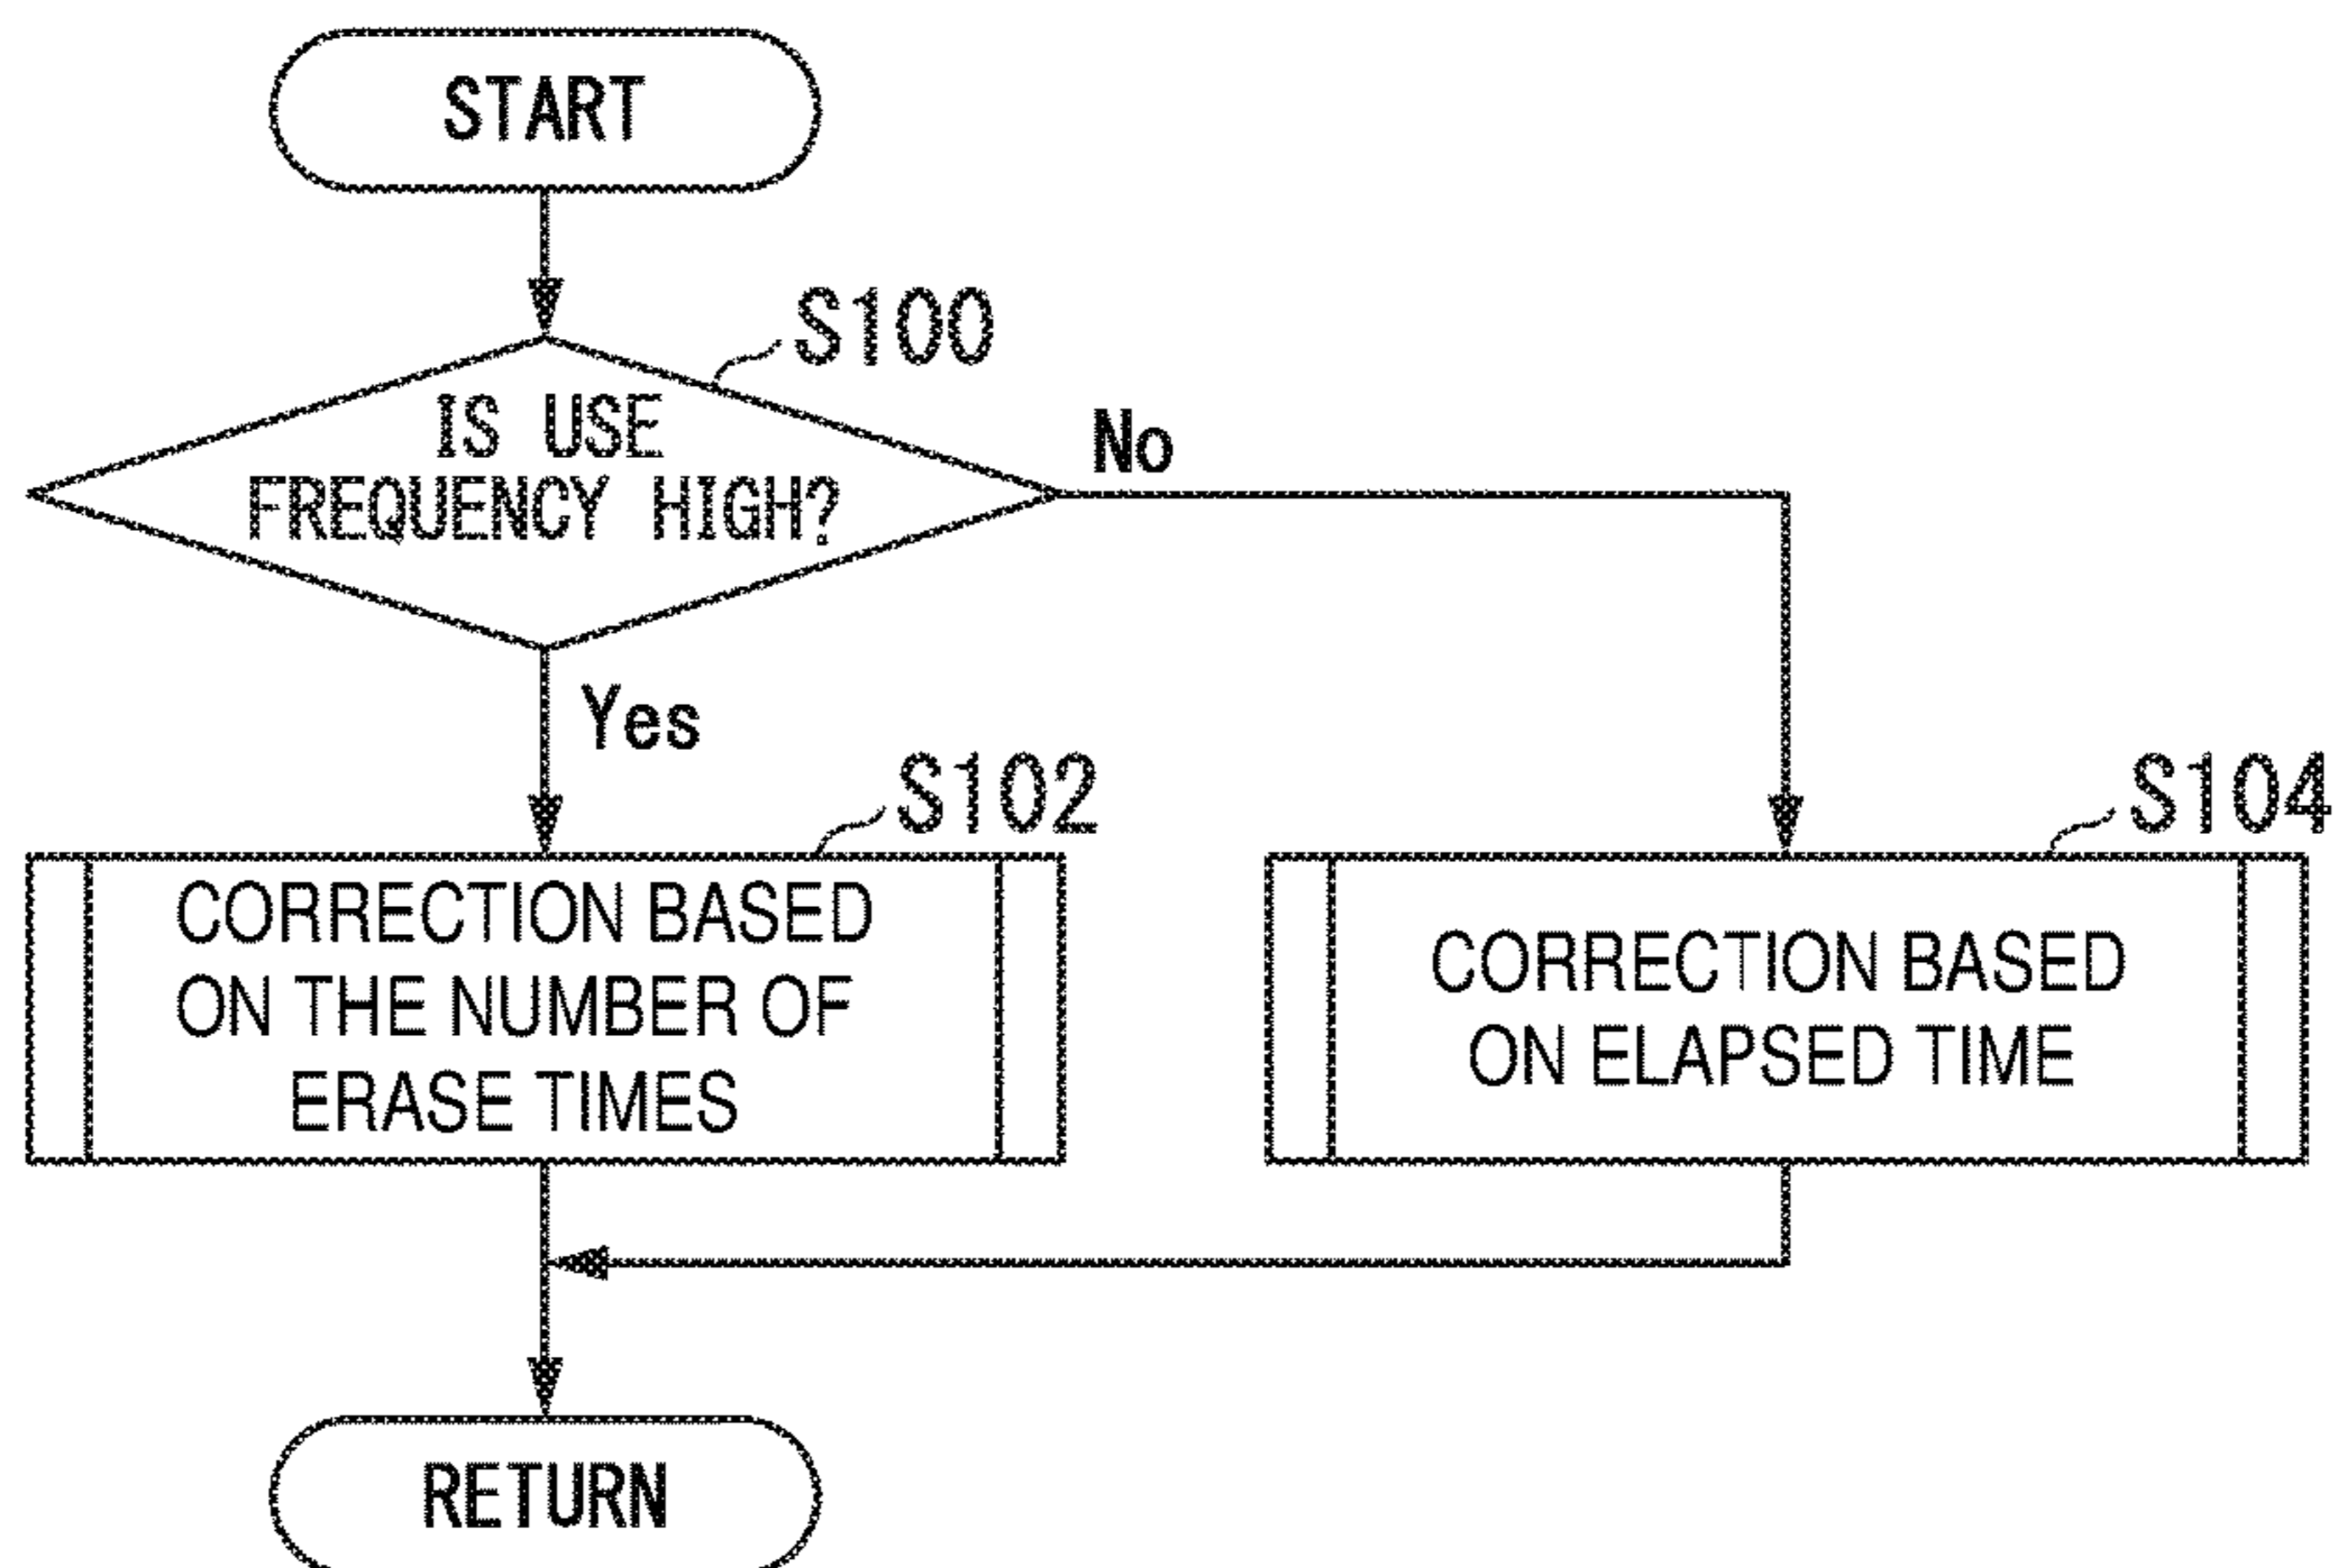 START
S100
IS USE
FREQUENCY HIGH?
No
Yes
S102
CORRECTION BASED
ON THE NUMBER OF
ERASE TIMES
S104
CORRECTION BASED
ON ELAPSED TIME
RETURN